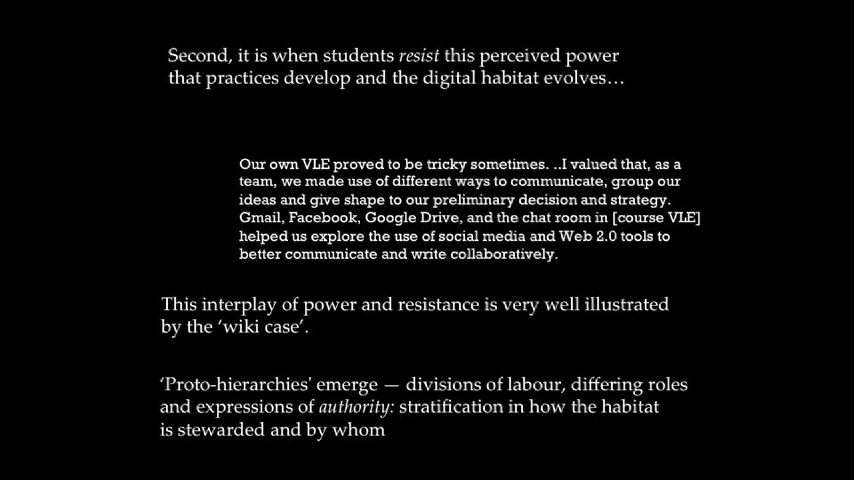 Second, it is when students resist this perceived power
that practices develop and the digital habitat evolves…
Our own VLE proved to be tricky sometimes. ..I valued that, as a
team, we made use of different ways to communicate, group our
ideas and give shape to our preliminary decision and strategy.
Gmail, Facebook, Google Drive, and the chat room in [course VLE]
helped us explore the use of social media and Web 2.0 tools to
better communicate and write collaboratively.
This interplay of power and resistance is very well illustrated
by the ‘wiki case’.
‘Proto-hierarchies' emerge — divisions of labour, differing roles
and expressions of authority: stratification in how the habitat
is stewarded and by whom